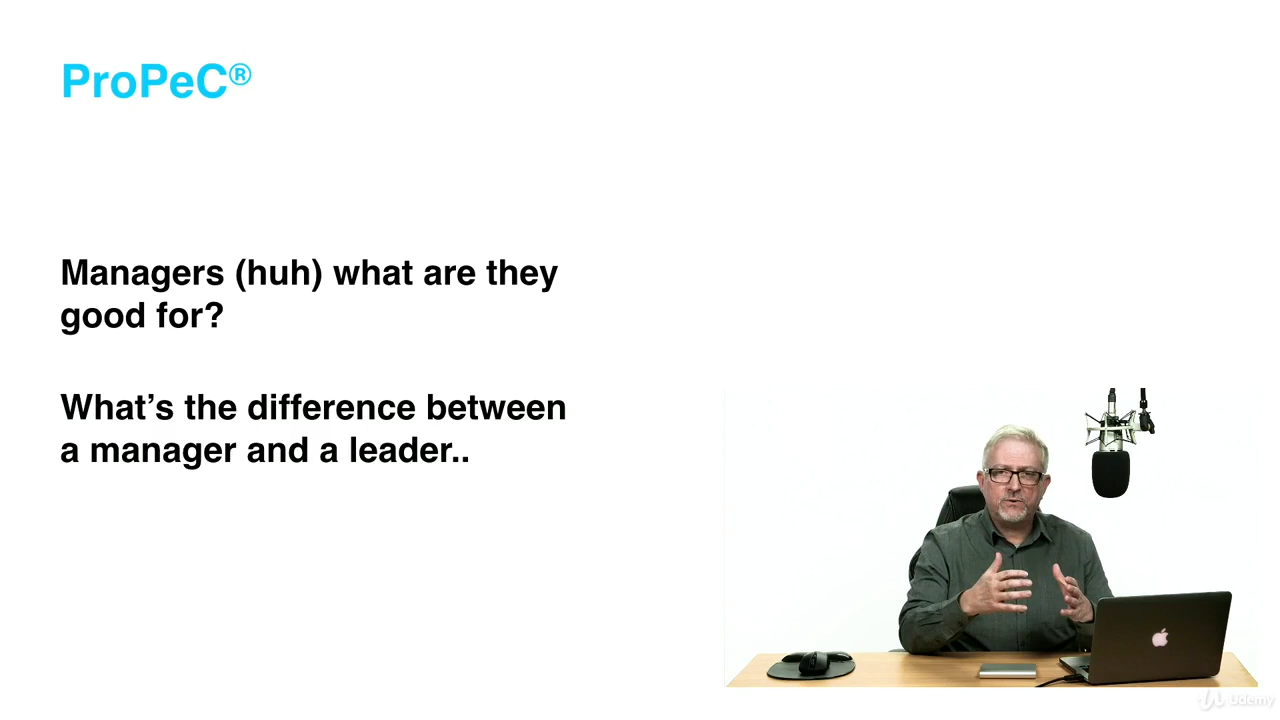 ProPeC®
Managers (huh) what are they
good for?
What’s the difference between
a manager and a leader..
Udemy